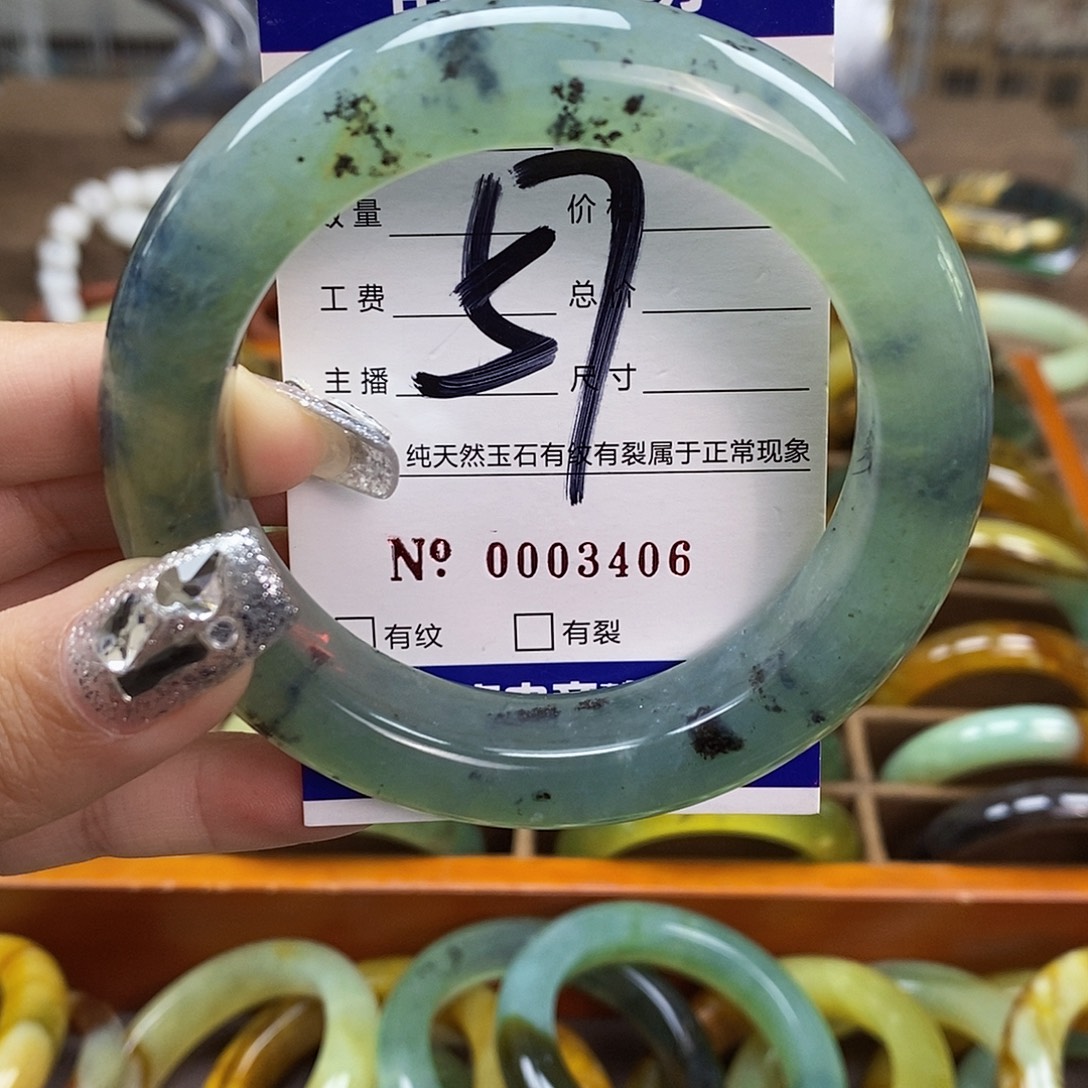 量 价
57
工费 总价
主播 尺寸
纯天然玉石有纹有裂属于正常现象
Nº 0003406
有纹 有裂